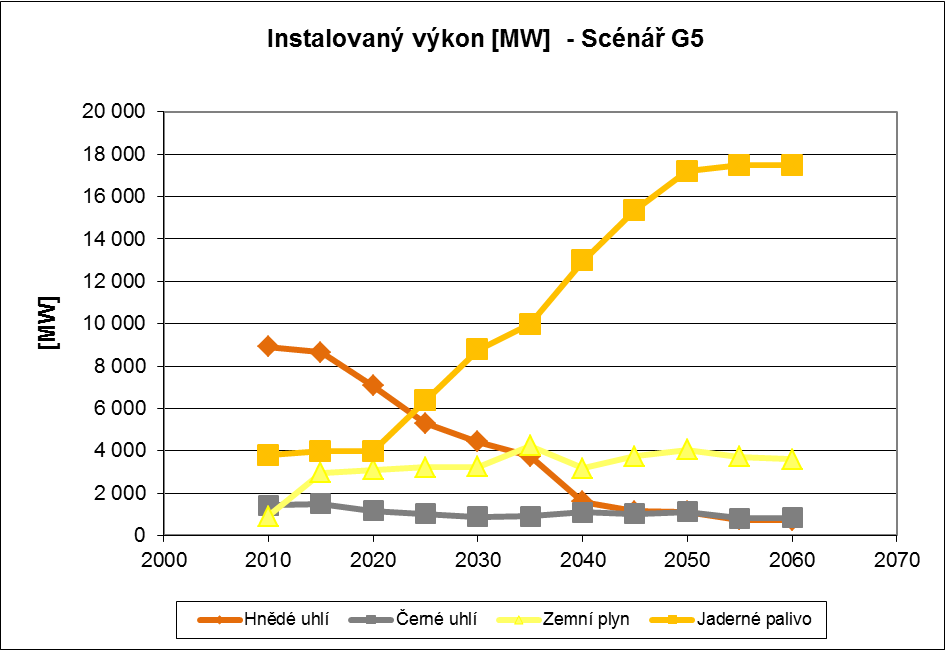 Instalovaný výkon [MW]  - Scénář G5
[MW]
20 000
18 000
16 000
14 000
12 000
10 000
8 000
6 000
4 000
2 000
0
2000 2010 2020 2030 2040 2050 2060 2070
Hnědé uhlí Černé uhlí Zemní plyn Jaderné palivo